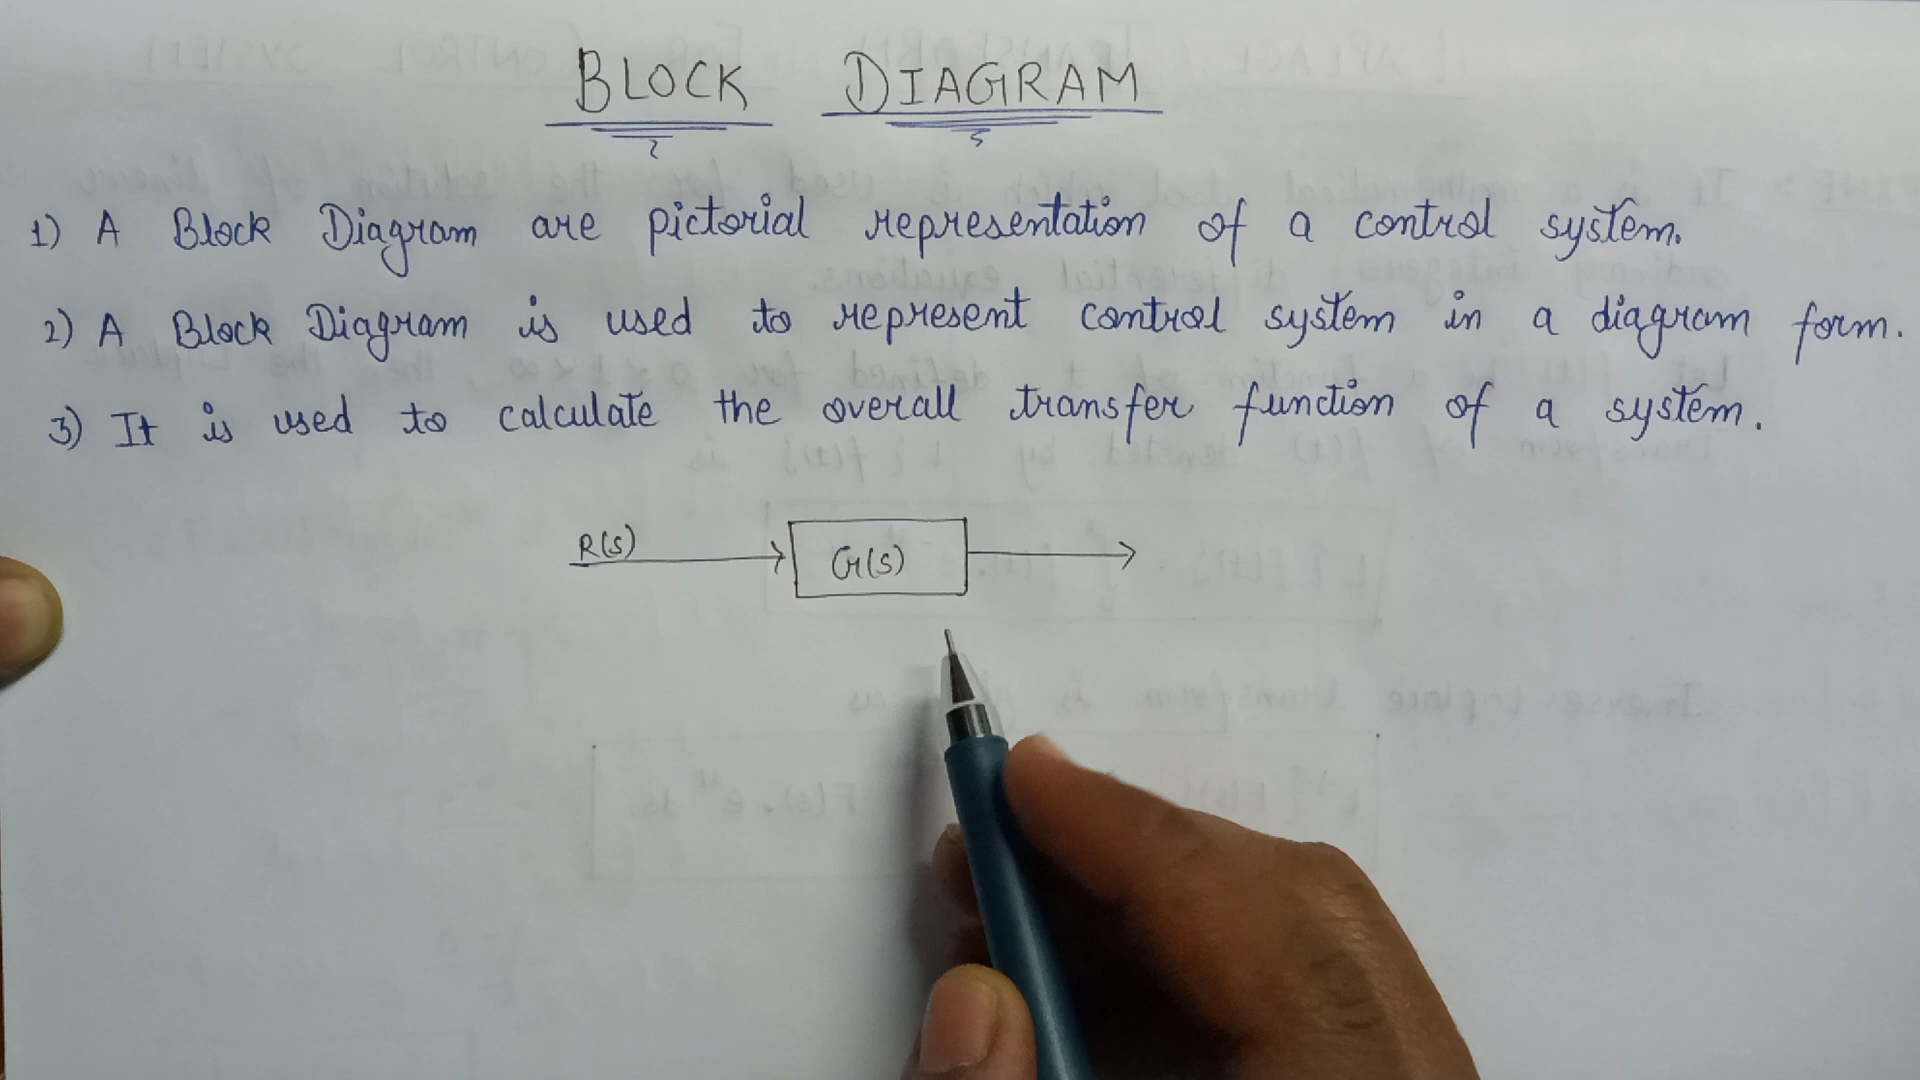 BLOCK DIAGRAM
1) A Block Diagram are pictorial representation of a control system.
2) A Block Diagram is used to represent control system in a diagram form.
3) It is used to calculate the overall transfer function of a system.
R(s)
G(s)